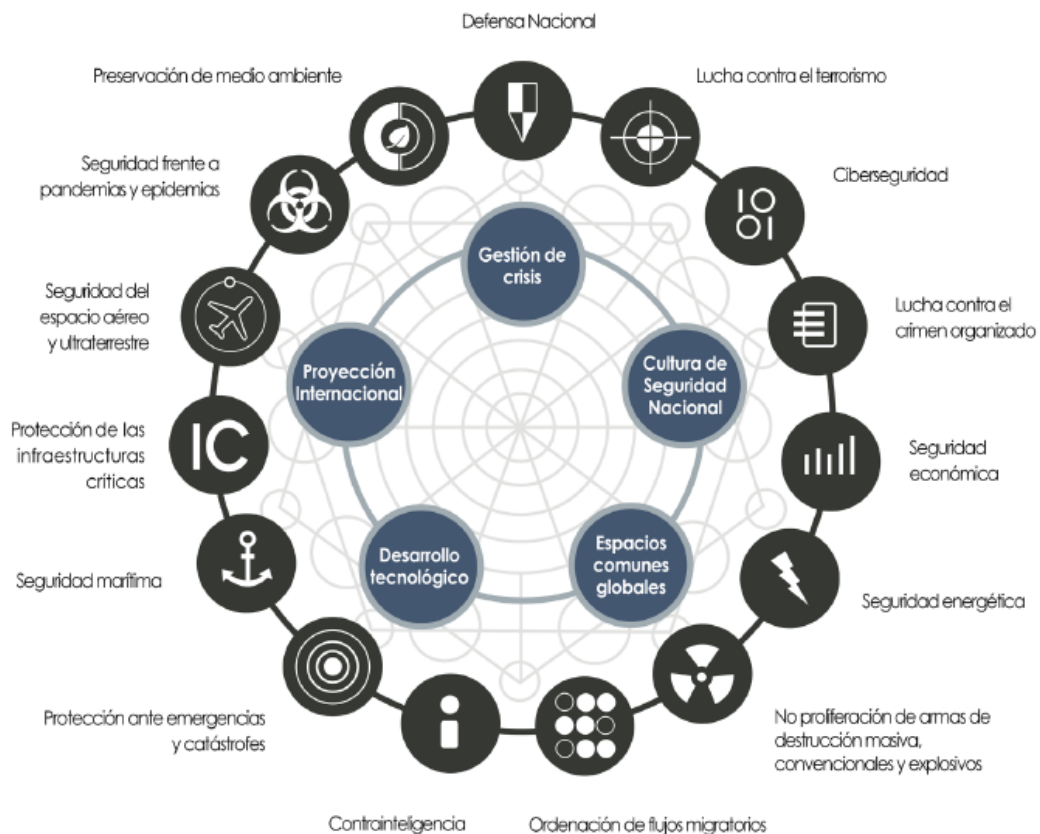 Defensa Nacional
Preservación de medio ambiente
Lucha contra el terrorismo
Seguridad frente a
pandemias y epidemias
Ciberseguridad
IO
OI
Gestión de
crisis
Seguridad del
espacio aéreo
y ultraterrestre
Lucha contra el
crimen organizado
Proyección
Internacional
Cultura de
Seguridad
Nacional
Protección de las
infraestructuras
críticas
IC
Seguridad
económica
Desarrollo
tecnológico
Espacios
comunes
globales
Seguridad marítima
Seguridad energética
Protección ante emergencias
y catástrofes
i
No proliferación de armas de
destrucción masiva,
convencionales y explosivos
Contrainteligencia
Ordenación de flujos migratorios